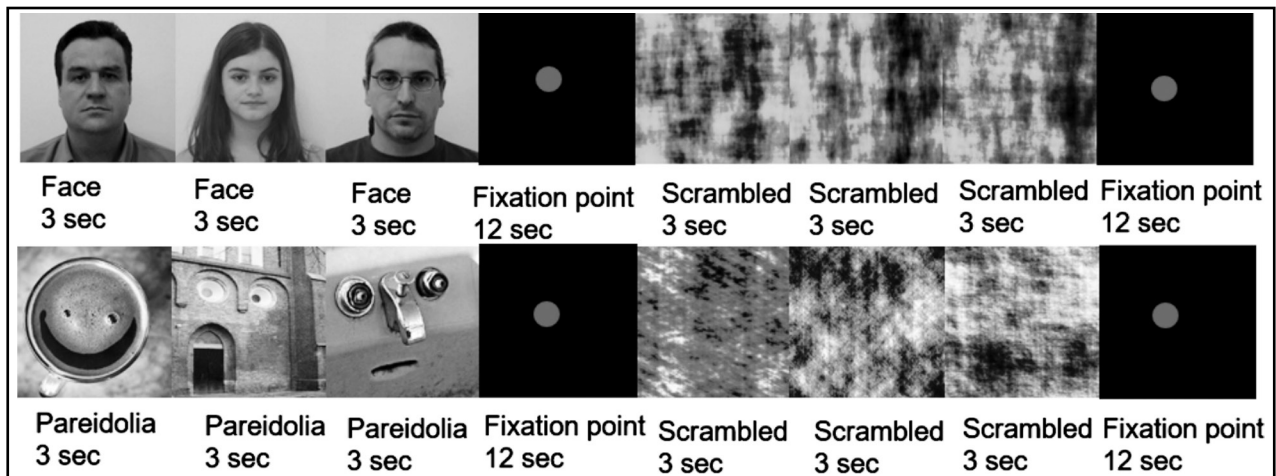 Face
3 sec
Face
3 sec
Face
3 sec
Fixation point
12 sec
Scrambled
3 sec
Scrambled
3 sec
Scrambled
3 sec
Fixation point
12 sec
Pareidolia
3 sec
Pareidolia
3 sec
Pareidolia
3 sec
Fixation point
12 sec
Scrambled
3 sec
Scrambled
3 sec
Scrambled
3 sec
Fixation point
12 sec